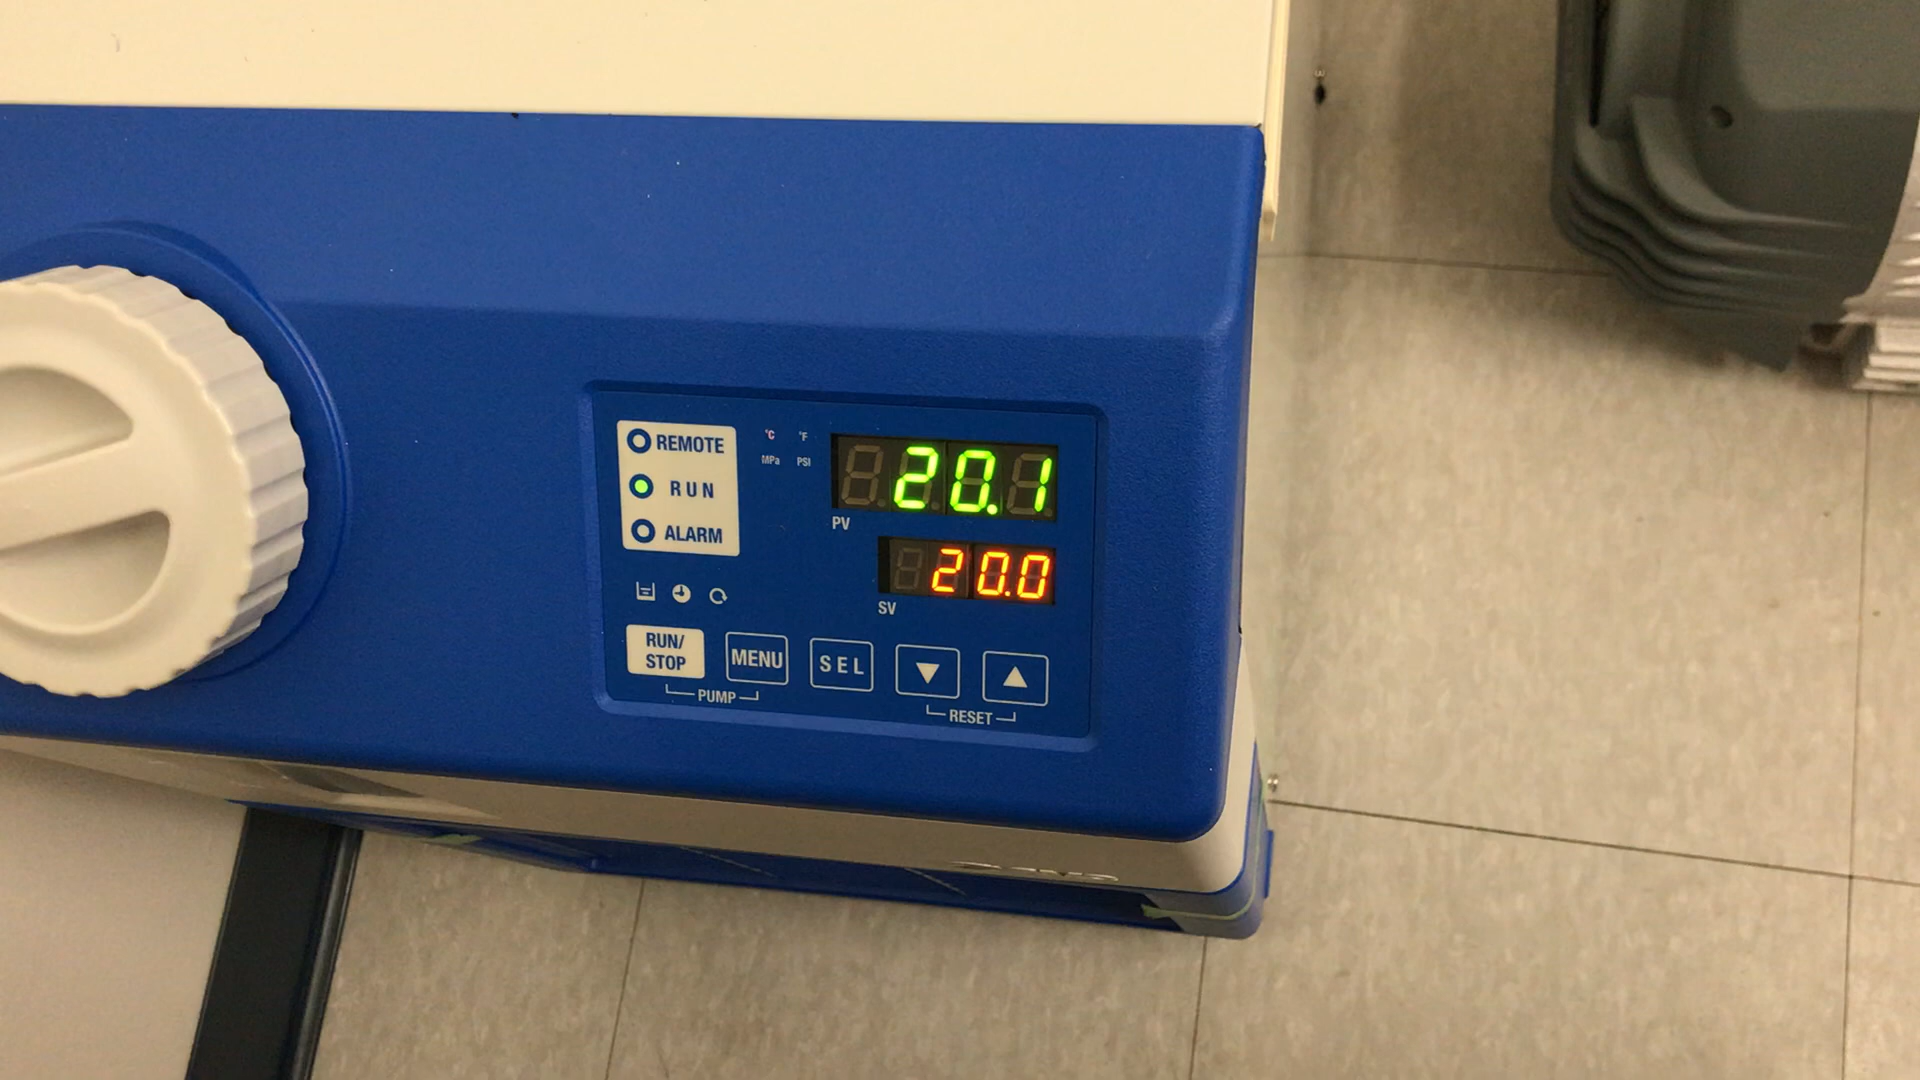 REMOTE
RUN
ALARM
°C °F
MPa PSI
20.1
PV
20.0
SV
RUN/
STOP
MENU
SEL
PUMP
RESET